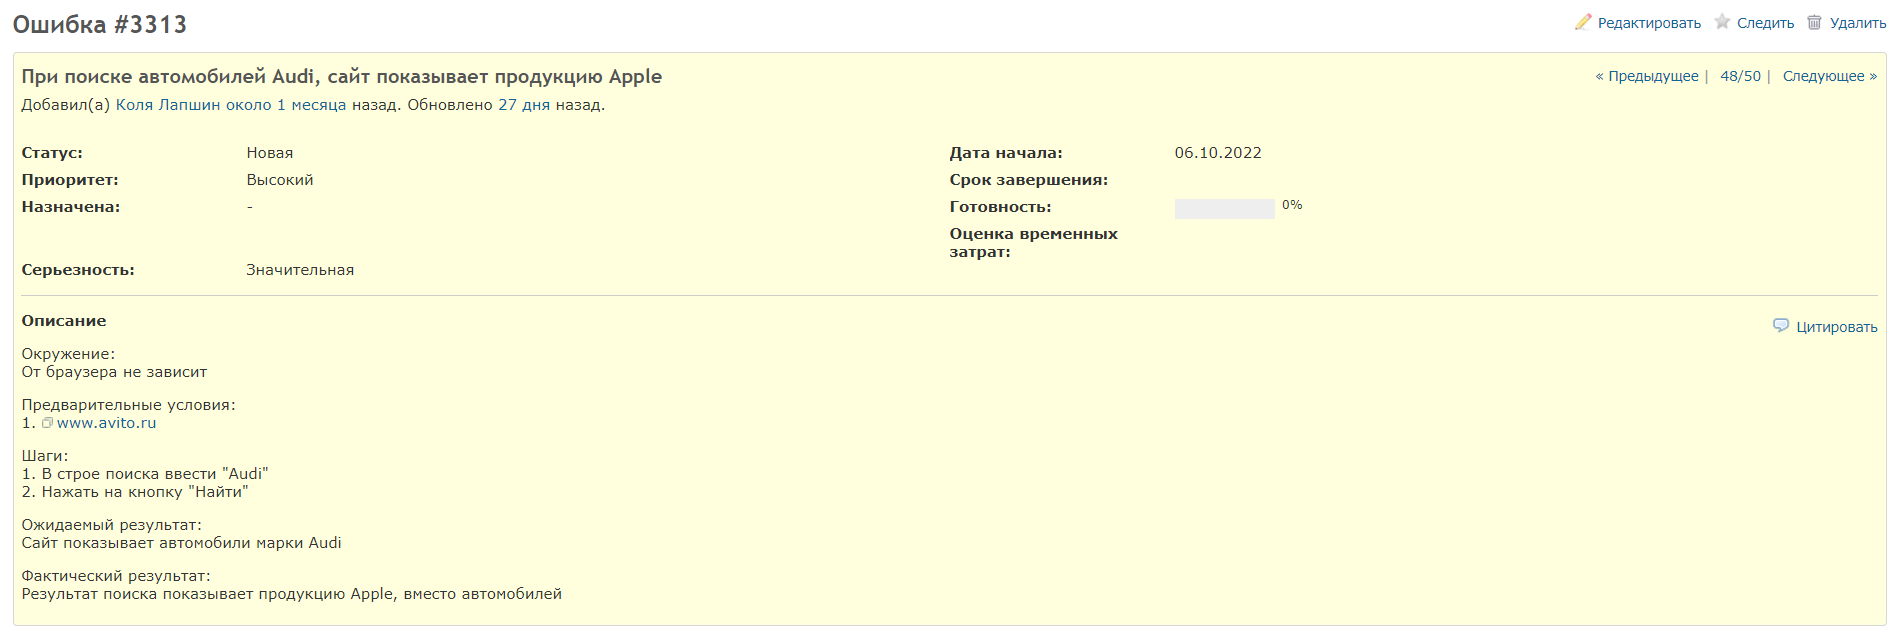 Ошибка #3313
Редактировать Следить Удалить
При поиске автомобилей Audi, сайт показывает продукцию Apple
« Предыдущее | 48/50 | Следующее »
Добавил(а) Коля Лапшин около 1 месяца назад. Обновлено 27 дня назад.
Статус: Новая
Дата начала: 06.10.2022
Приоритет: Высокий
Срок завершения:
Назначена: -
Готовность: 0%
Оценка временных
затрат:
Серьезность: Значительная
Описание
Цитировать
Окружение:
От браузера не зависит
Предварительные условия:
1. www.avito.ru
Шаги:
1. В строе поиска ввести "Audi"
2. Нажать на кнопку "Найти"
Ожидаемый результат:
Сайт показывает автомобили марки Audi
Фактический результат:
Результат поиска показывает продукцию Apple, вместо автомобилей